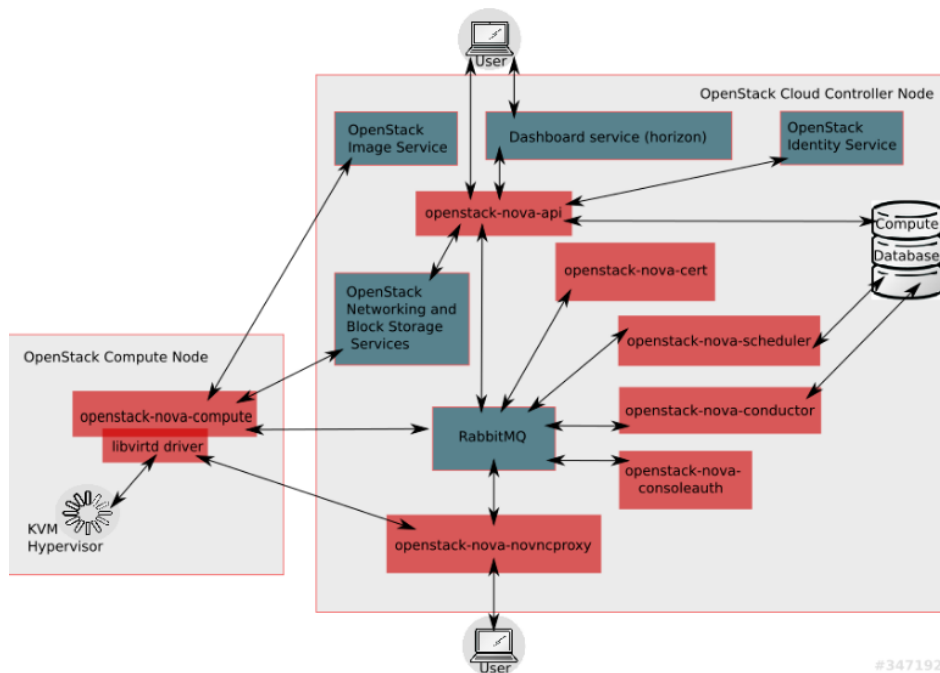 User
OpenStack Cloud Controller Node
OpenStack
Image Service
Dashboard service (horizon)
OpenStack
Identity Service
openstack-nova-api
Compute
Database
openstack-nova-cert
OpenStack
Networking and
Block Storage
Services
openstack-nova-scheduler
OpenStack Compute Node
openstack-nova-compute
libvirtd driver
openstack-nova-conductor
RabbitMQ
openstack-nova-
consoleauth
KVM
Hypervisor
openstack-nova-novncproxy
User
#347192